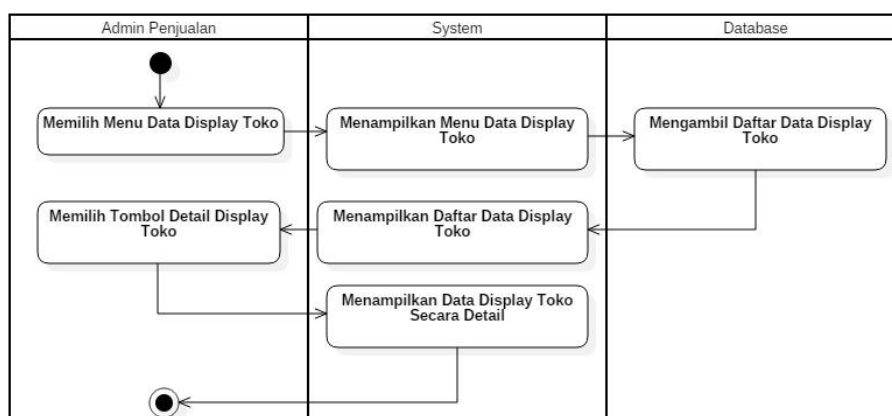 Admin Penjualan
System
Database
Memilih Menu Data Display Toko
Menampilkan Menu Data Display
Toko
Mengambil Daftar Data Display
Toko
Memilih Tombol Detail Display
Toko
Menampilkan Daftar Data Display
Toko
Menampilkan Data Display Toko
Secara Detail